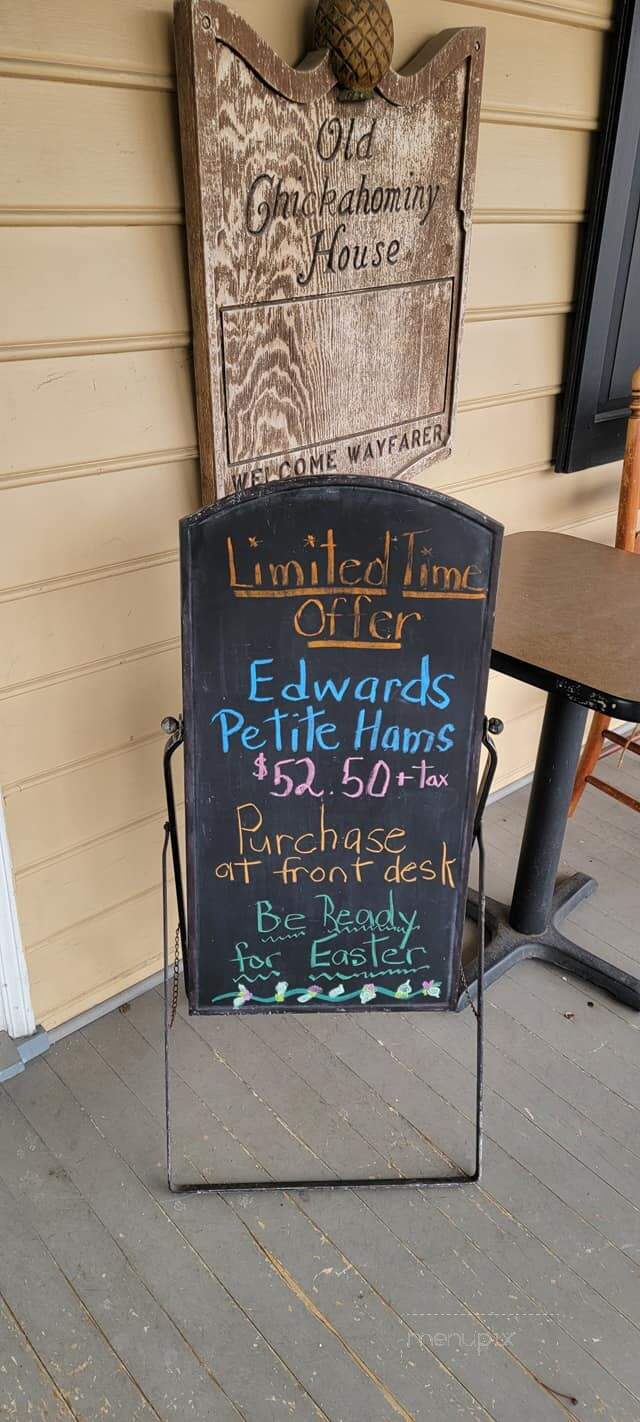 Old
Chickahominy
House
WELCOME WAYFARER
Limited Time
Offer
Edwards
Petite Hams
$52.50+tax
Purchase
at front desk
Be Ready
for Easter
menupix